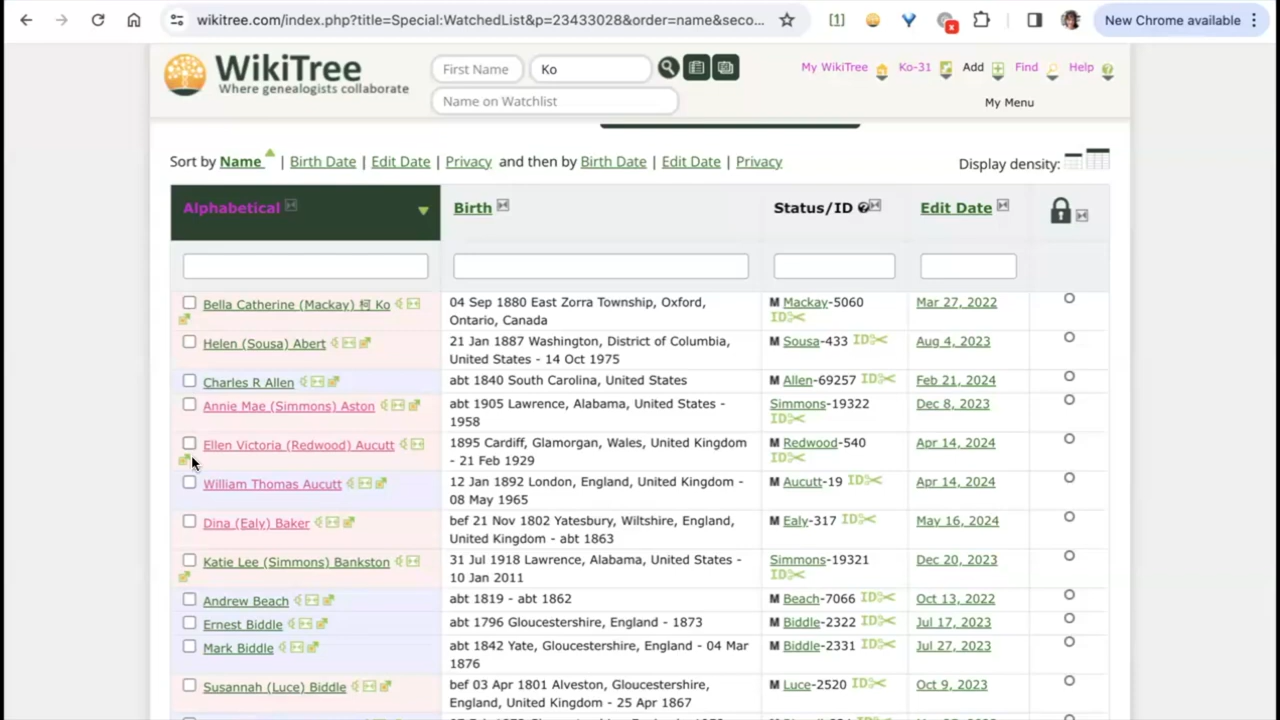 wikitree.com/index.php?title=Special:WatchedList&p=23433028&order=name&seco...
[1]
New Chrome available
WikiTree
Where genealogists collaborate
First Name
Ko
Name on Watchlist
My WikiTree
Ko-31
Add
Find
Help
My Menu
Sort by Name | Birth Date | Edit Date | Privacy and then by Birth Date | Edit Date | Privacy
Display density:
Alphabetical
Birth
Status/ID
Edit Date
Bella Catherine (Mackay) 柯 Ko
04 Sep 1880 East Zorra Township, Oxford,
Ontario, Canada
M Mackay-5060
ID
Mar 27, 2022
Helen (Sousa) Abert
21 Jan 1887 Washington, District of Columbia,
United States - 14 Oct 1975
M Sousa-433 ID
Aug 4, 2023
Charles R Allen
abt 1840 South Carolina, United States
M Allen-69257 ID
Feb 21, 2024
Annie Mae (Simmons) Aston
abt 1905 Lawrence, Alabama, United States -
1958
Simmons-19322
ID
Dec 8, 2023
Ellen Victoria (Redwood) Aucutt
1895 Cardiff, Glamorgan, Wales, United Kingdom
- 21 Feb 1929
M Redwood-540
ID
Apr 14, 2024
William Thomas Aucutt
12 Jan 1892 London, England, United Kingdom -
08 May 1965
M Aucutt-19 ID
Apr 14, 2024
Dina (Ealy) Baker
bef 21 Nov 1802 Yatesbury, Wiltshire, England,
United Kingdom - abt 1863
M Ealy-317 ID
May 16, 2024
Katie Lee (Simmons) Bankston
31 Jul 1918 Lawrence, Alabama, United States -
10 Jan 2011
Simmons-19321
ID
Dec 20, 2023
Andrew Beach
abt 1819 - abt 1862
M Beach-7066 ID
Oct 13, 2022
Ernest Biddle
abt 1796 Gloucestershire, England - 1873
M Biddle-2322 ID
Jul 17, 2023
Mark Biddle
abt 1842 Yate, Gloucestershire, England - 04 Mar
1876
M Biddle-2331 ID
Jul 27, 2023
Susannah (Luce) Biddle
bef 03 Apr 1801 Alveston, Gloucestershire,
England, United Kingdom - 25 Apr 1867
M Luce-2520 ID
Oct 9, 2023